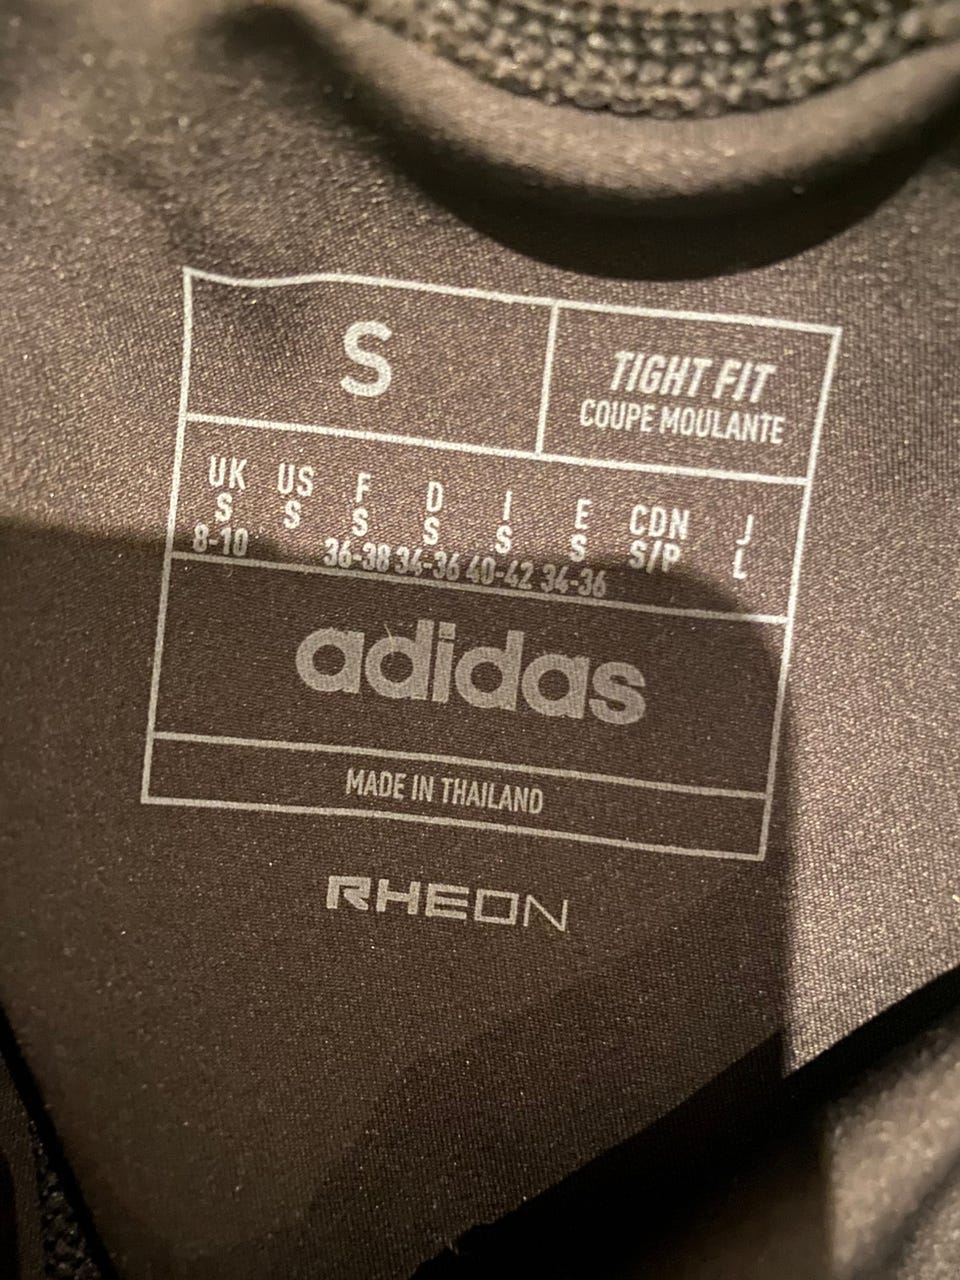 S
TIGHT FIT
COUPE MOULANTE
UK US F D I E CDN J
S S S S S S S/P L
8-10 36-38 34-36 40-42 34-36
adidas
MADE IN THAILAND
RHEON